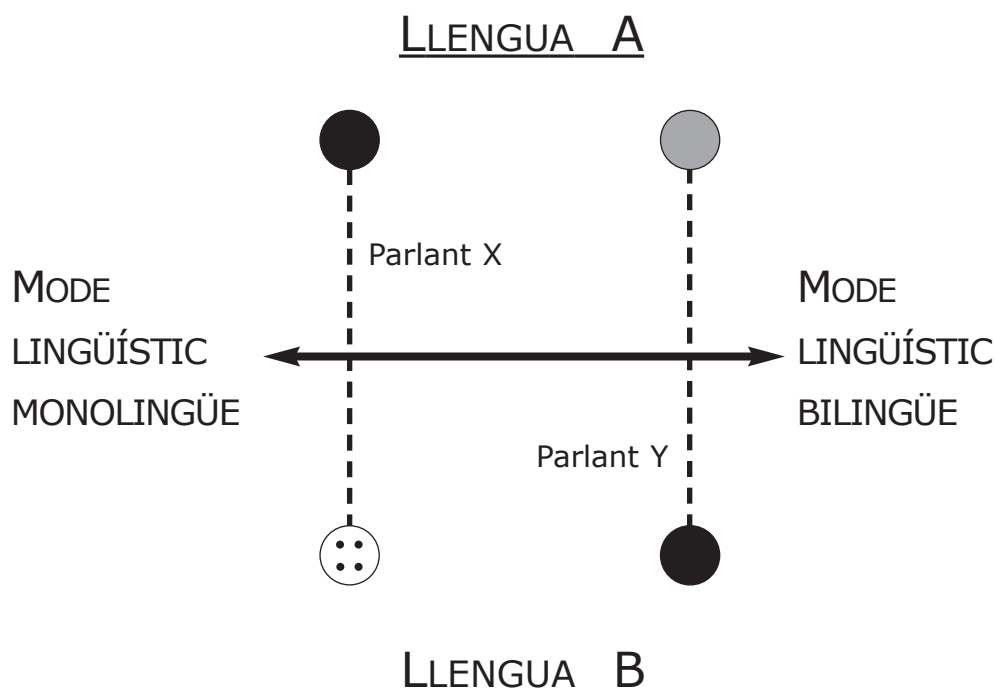 LLENGUA A
Parlant X
MODE
LINGÜÍSTIC
MONOLINGÜE
MODE
LINGÜÍSTIC
BILINGÜE
Parlant Y
LLENGUA B